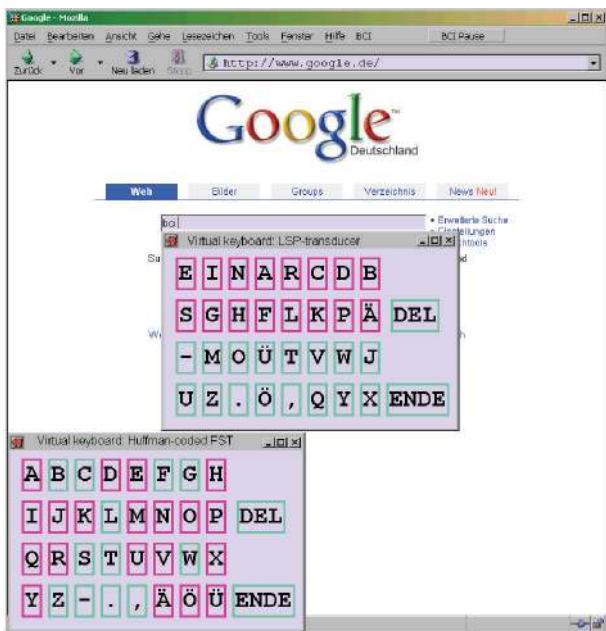 Google - Mozilla
Datei Bearbeiten Ansicht Gehe Lesezeichen Tools Fenster Hilfe BCI BCI Pause
Zurück Vor Neu laden Stopp http://www.google.de/
Google™
Deutschland
Web Bilder Groups Verzeichnis News Neu!
bci
• Erweiterte Suche
Virtual keyboard: LSP-transducer
E I N A R C D B
S G H F L K P Ä DEL
- M O Ü T V W J
U Z . Ö , Q Y X ENDE
Virtual keyboard: Huffman-coded FST
A B C D E F G H
I J K L M N O P DEL
Q R S T U V W X
Y Z - . , Ä Ö Ü ENDE